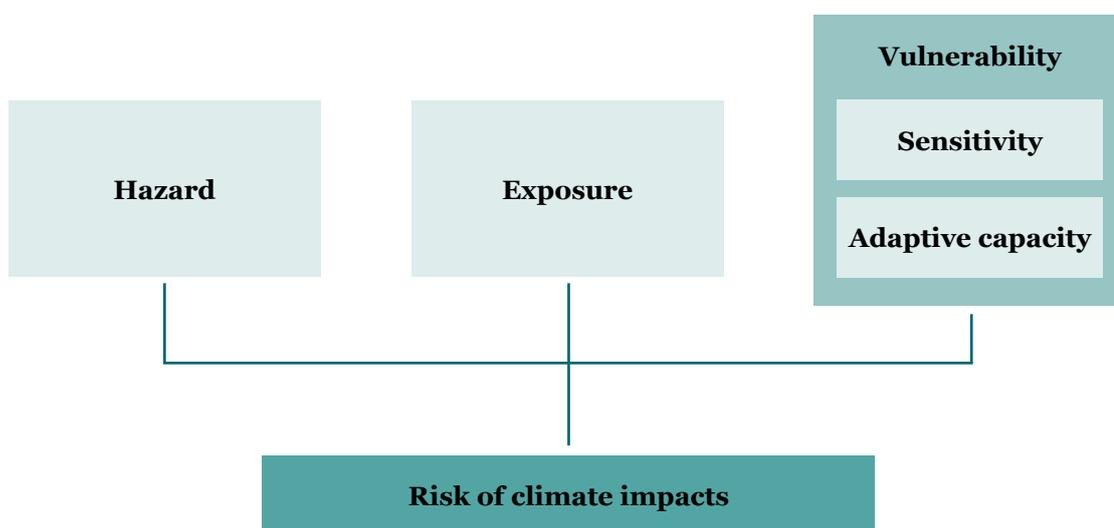 Hazard
Exposure
Vulnerability
Sensitivity
Adaptive capacity
Risk of climate impacts